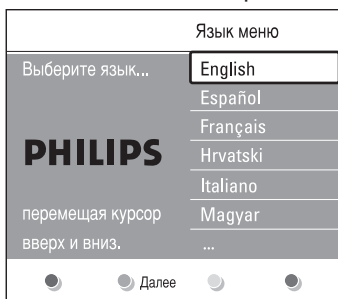 Язык меню
Выберите язык...
PHILIPS
перемещая курсор
вверх и вниз.
English
Español
Français
Hrvatski
Italiano
Magyar
...
Далее